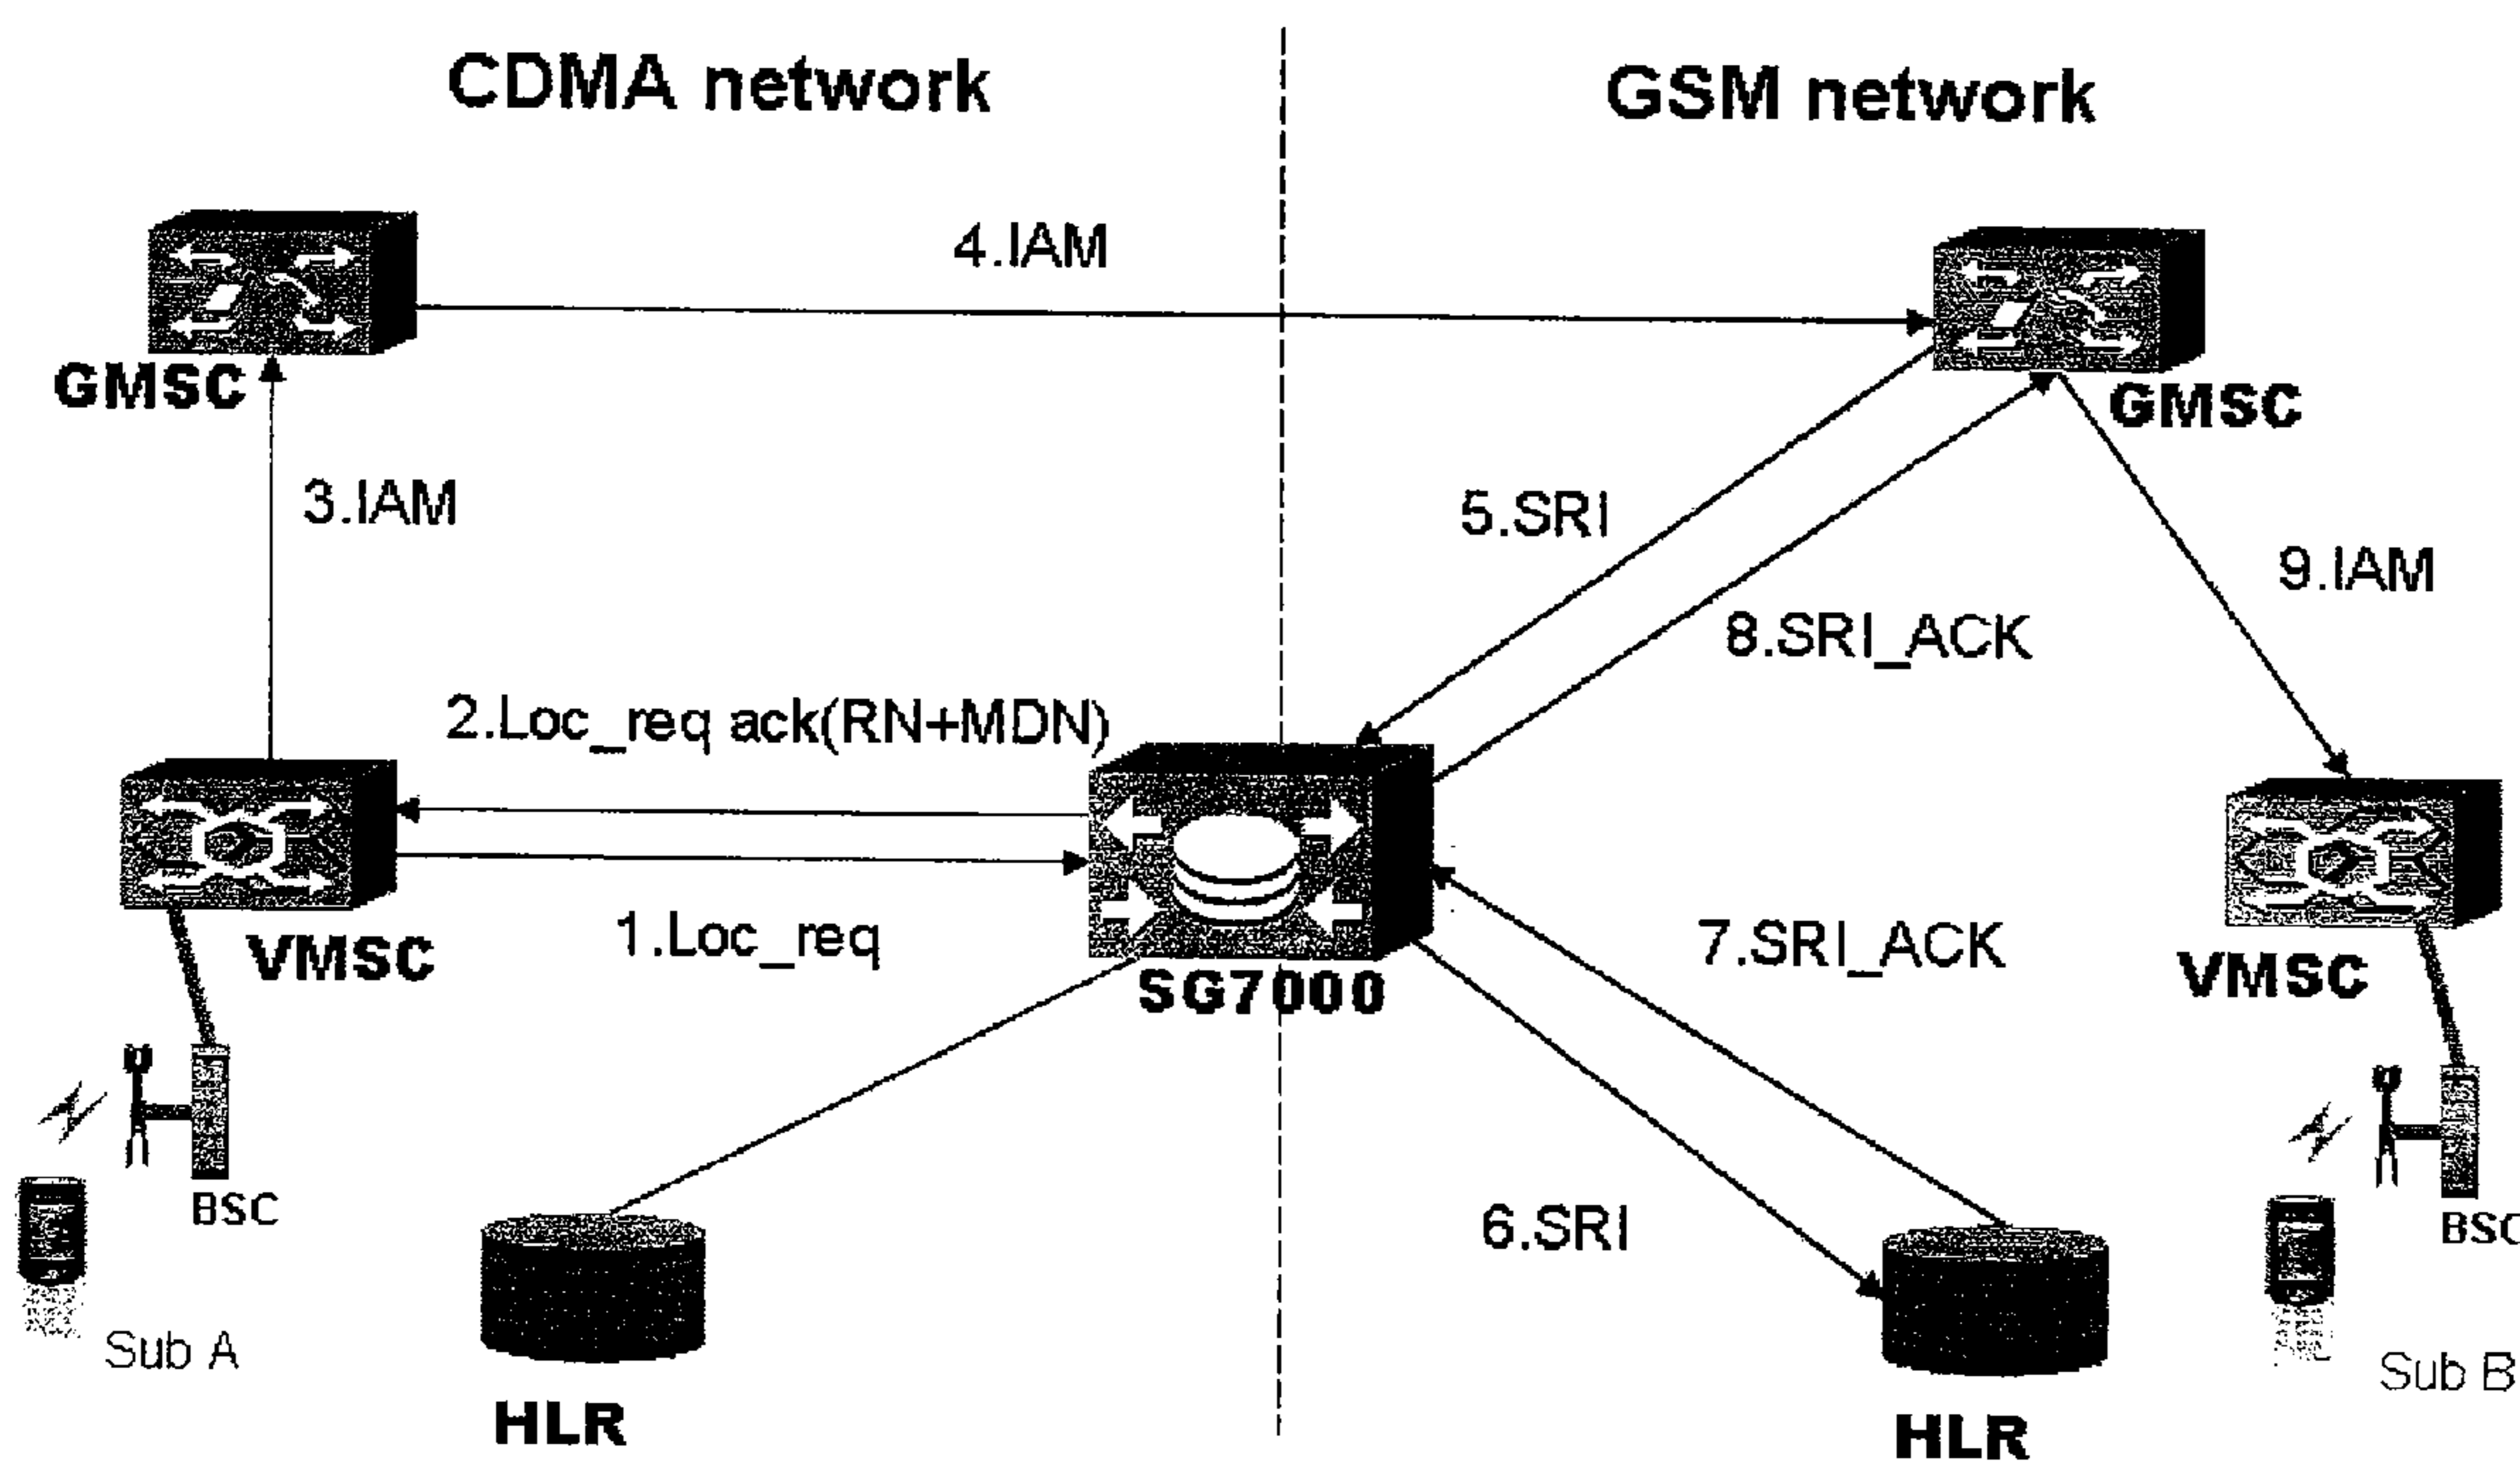 CDMA network
GSM network
4.IAM
GMSC
GMSC
3.IAM
5.SRI
9.IAM
8.SRI_ACK
2.Loc_req ack(RN+MDN)
1.Loc_req
7.SRI_ACK
VMSC
SG7000
VMSC
BSC
6.SRI
BSC
Sub A
Sub B
HLR
HLR